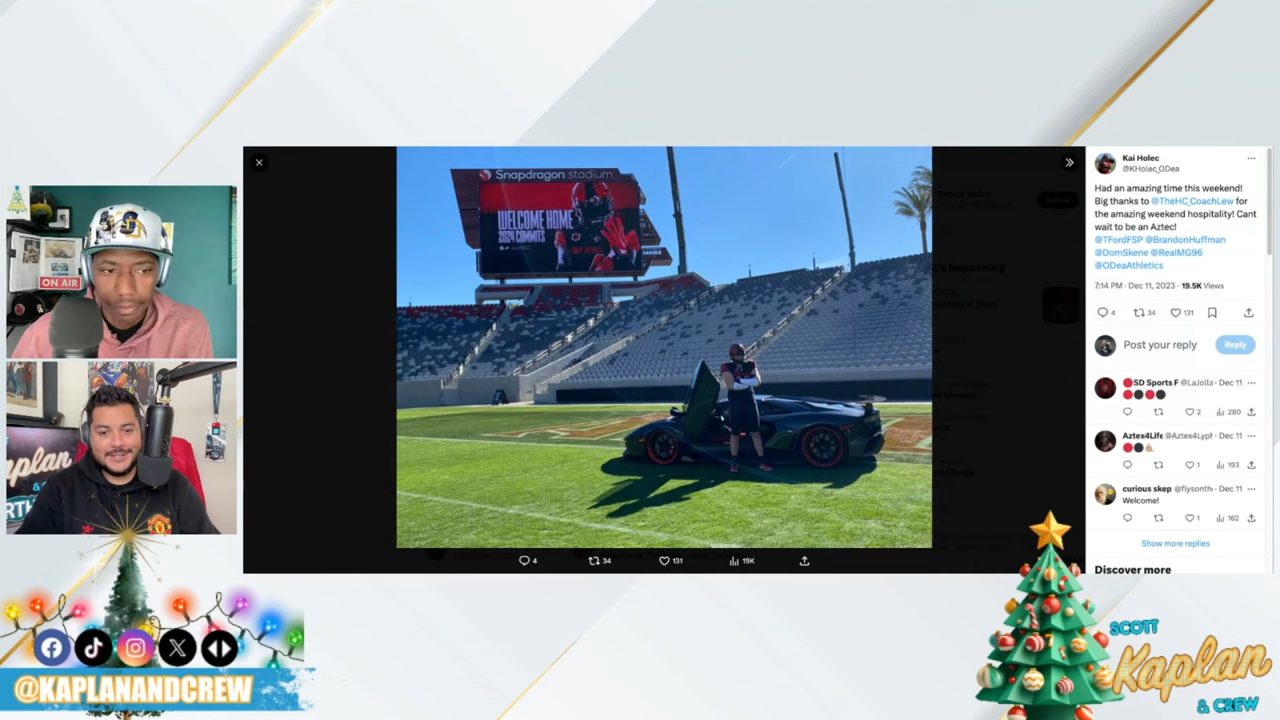 Snapdragon stadium
WELCOME HOME
2024 COMMITS
ON AIR
aplan
& C
RTH
's happening
Kai Holec
@KHolec_ODea
Had an amazing time this weekend!
Big thanks to @TheHC_CoachLew for
the amazing weekend hospitality! Cant
wait to be an Aztec!
@TFordFSP @BrandonHuffman
@DomSkene @RealMG96
@ODeaAthletics
7:14 PM · Dec 11, 2023 · 19.5K Views
4 34 131
Post your reply Reply
SD Sports F @LaJolla · Dec 11
2 280
Aztex4Life @Aztex4Lyp · Dec 11
1 193
curious skep @flysonth · Dec 11
Welcome!
1 162
Show more replies
Discover more
4 34 131 19K
@KAPLANANDCREW
SCOTT
Kaplan
& CREW